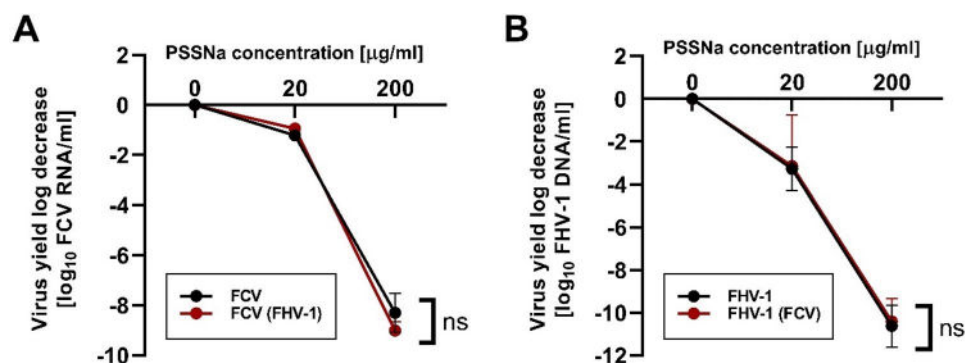 A
PSSNa concentration [µg/ml]
0 20 200
Virus yield log decrease
[log10 FCV RNA/ml]
2
0
-2
-4
-6
-8
-10
FCV
FCV (FHV-1)
ns
B
PSSNa concentration [µg/ml]
0 20 200
Virus yield log decrease
[log10 FHV-1 DNA/ml]
2
0
-2
-4
-6
-8
-10
-12
FHV-1
FHV-1 (FCV)
ns